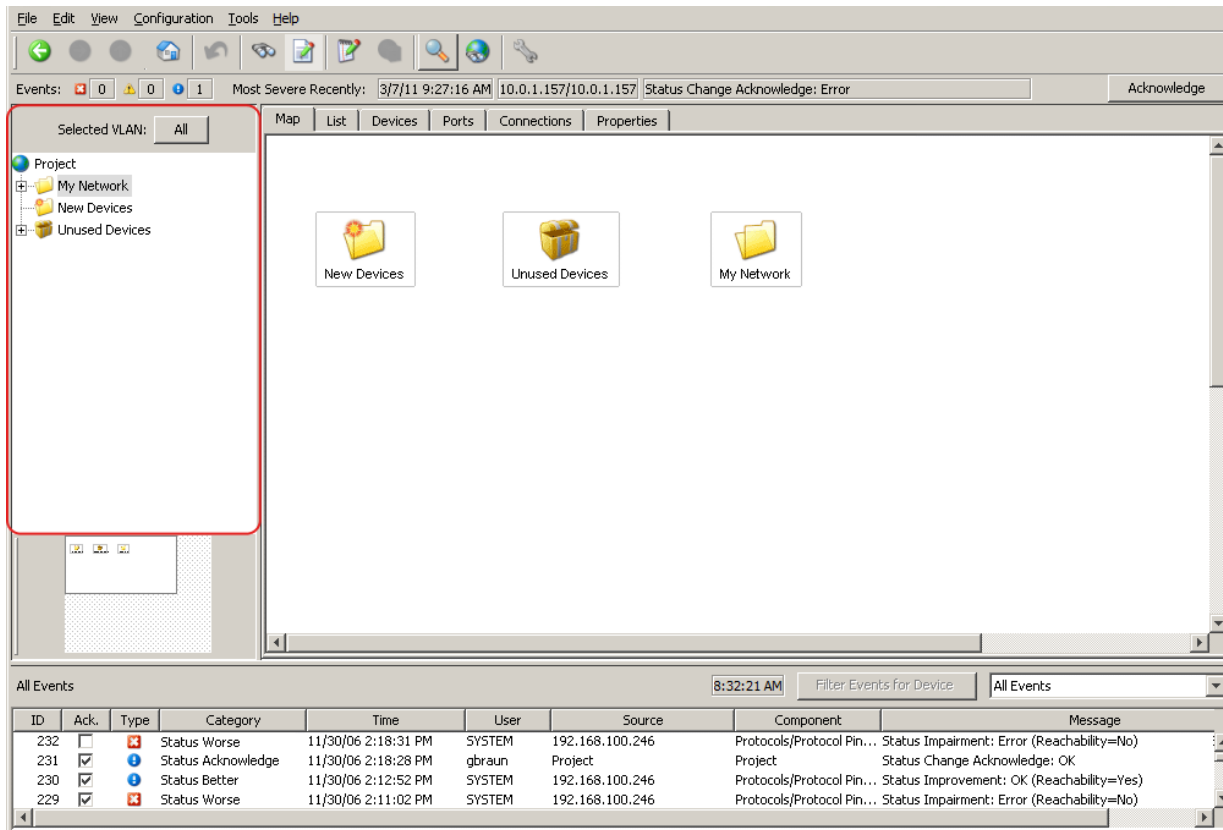 File Edit View Configuration Tools Help
Events: 0 0 1 Most Severe Recently: 3/7/11 9:27:16 AM 10.0.1.157/10.0.1.157 Status Change Acknowledge: Error Acknowledge
Selected VLAN: All
Project
My Network
New Devices
Unused Devices
Map List Devices Ports Connections Properties
New Devices Unused Devices My Network
All Events 8:32:21 AM Filter Events for Device All Events
ID Ack. Type Category Time User Source Component Message
232 Status Worse 11/30/06 2:18:31 PM SYSTEM 192.168.100.246 Protocols/Protocol Pin... Status Impairment: Error (Reachability=No)
231 Status Acknowledge 11/30/06 2:18:28 PM gbraun Project Project Status Change Acknowledge: OK
230 Status Better 11/30/06 2:12:52 PM SYSTEM 192.168.100.246 Protocols/Protocol Pin... Status Improvement: OK (Reachability=Yes)
229 Status Worse 11/30/06 2:11:02 PM SYSTEM 192.168.100.246 Protocols/Protocol Pin... Status Impairment: Error (Reachability=No)